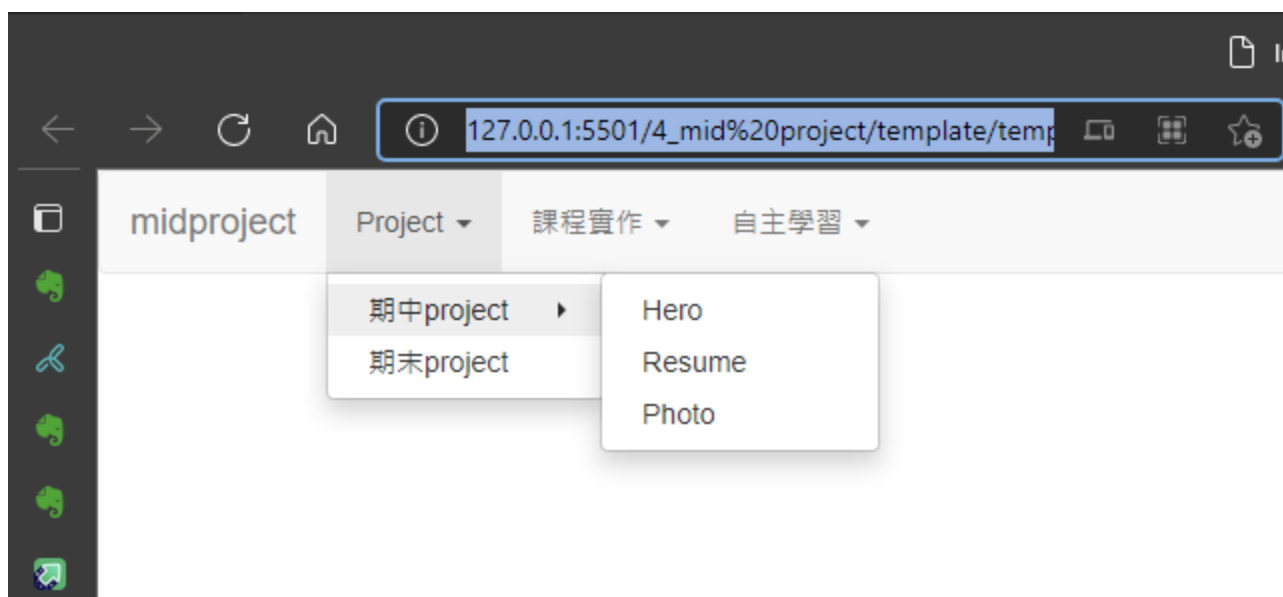 127.0.0.1:5501/4_mid%20project/template/temp
midproject Project 課程實作 自主學習
期中project Hero
期末project Resume
Photo